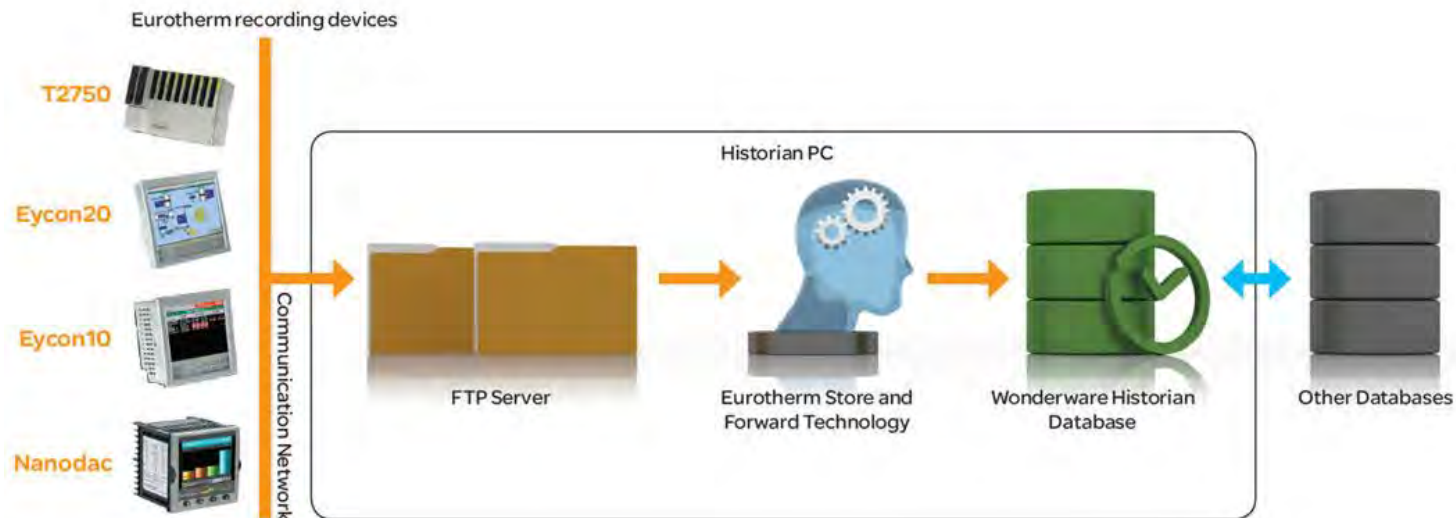 Eurotherm recording devices
T2750
Eycon20
Eycon10
Nanodac
Communication Network
Historian PC
FTP Server
Eurotherm Store and
Forward Technology
Wonderware Historian
Database
Other Databases